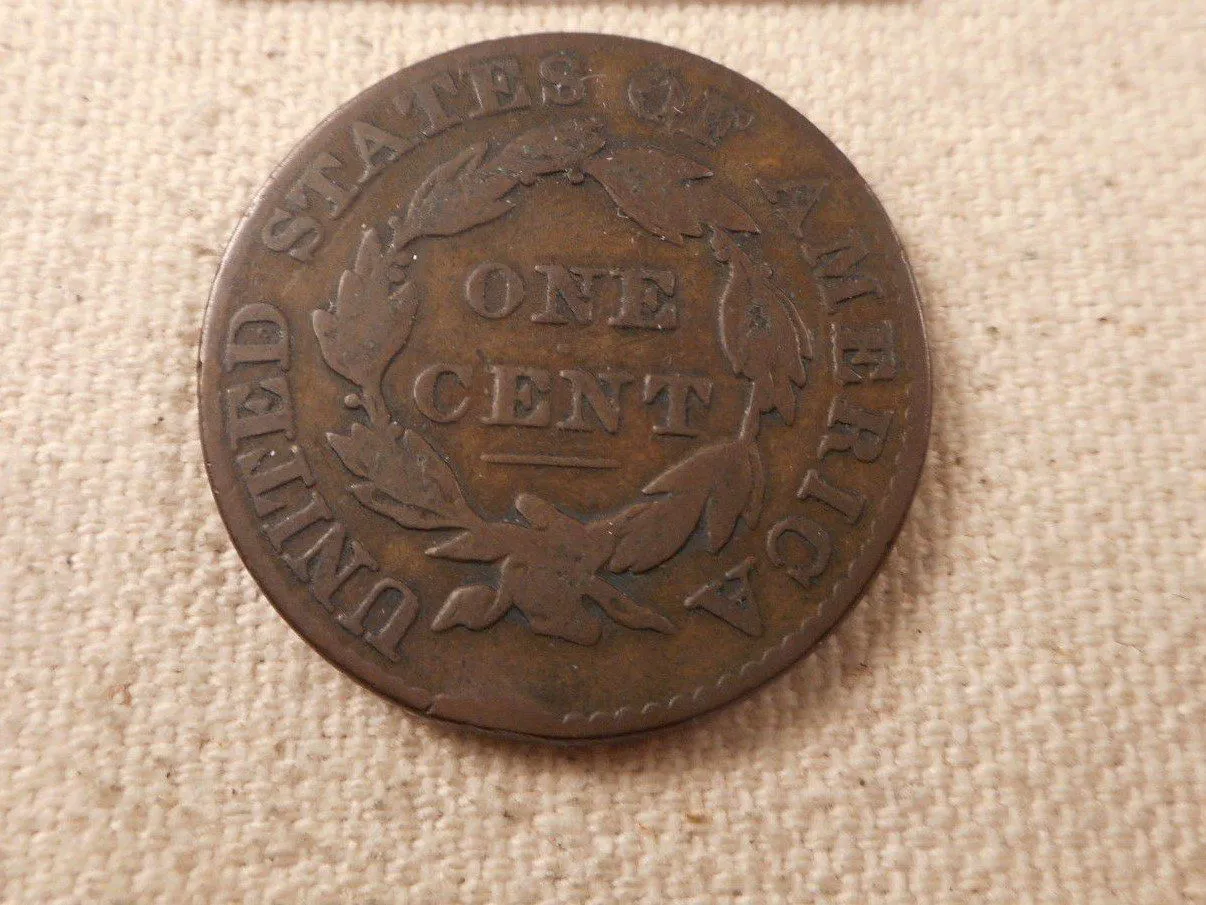 UNITED STATES OF AMERICA
ONE
CENT